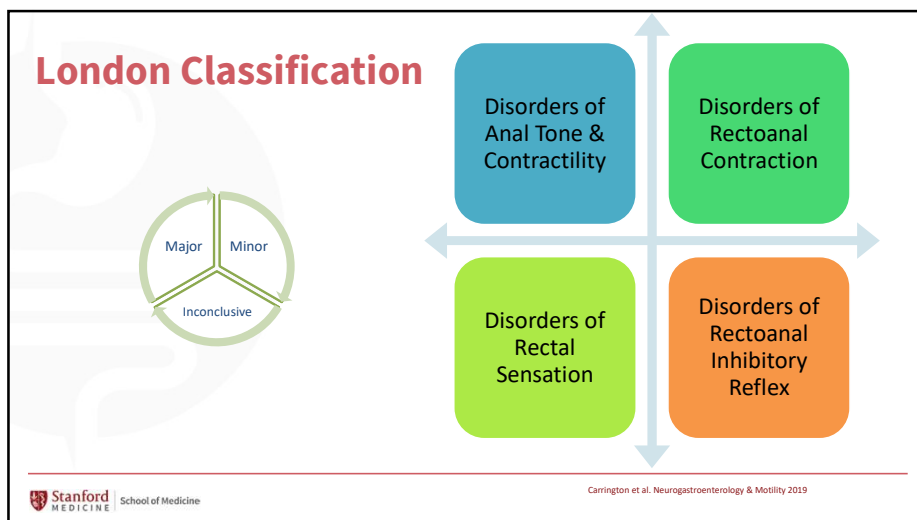 London Classification
Major
Minor
Inconclusive
Disorders of
Anal Tone &
Contractility
Disorders of
Rectoanal
Contraction
Disorders of
Rectal
Sensation
Disorders of
Rectoanal
Inhibitory
Reflex
Stanford
MEDICINE
School of Medicine
Carrington et al. Neurogastroenterology & Motility 2019